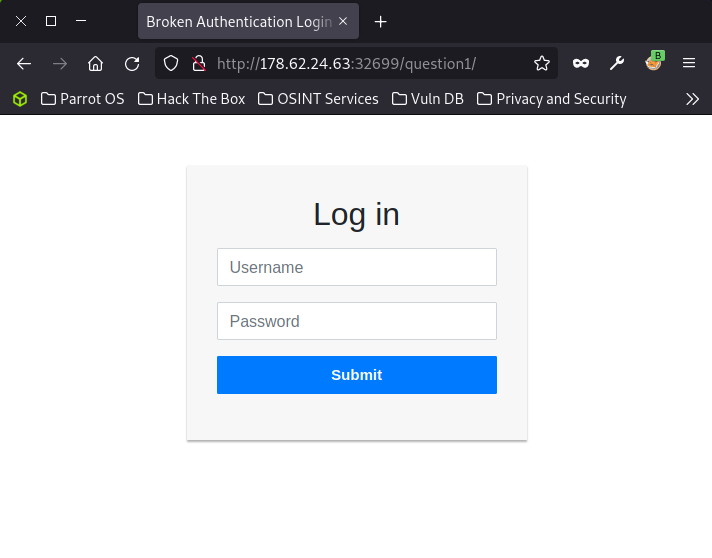 Broken Authentication Login
http://178.62.24.63:32699/question1/
B
Parrot OS Hack The Box OSINT Services Vuln DB Privacy and Security
Log in
Username
Password
Submit